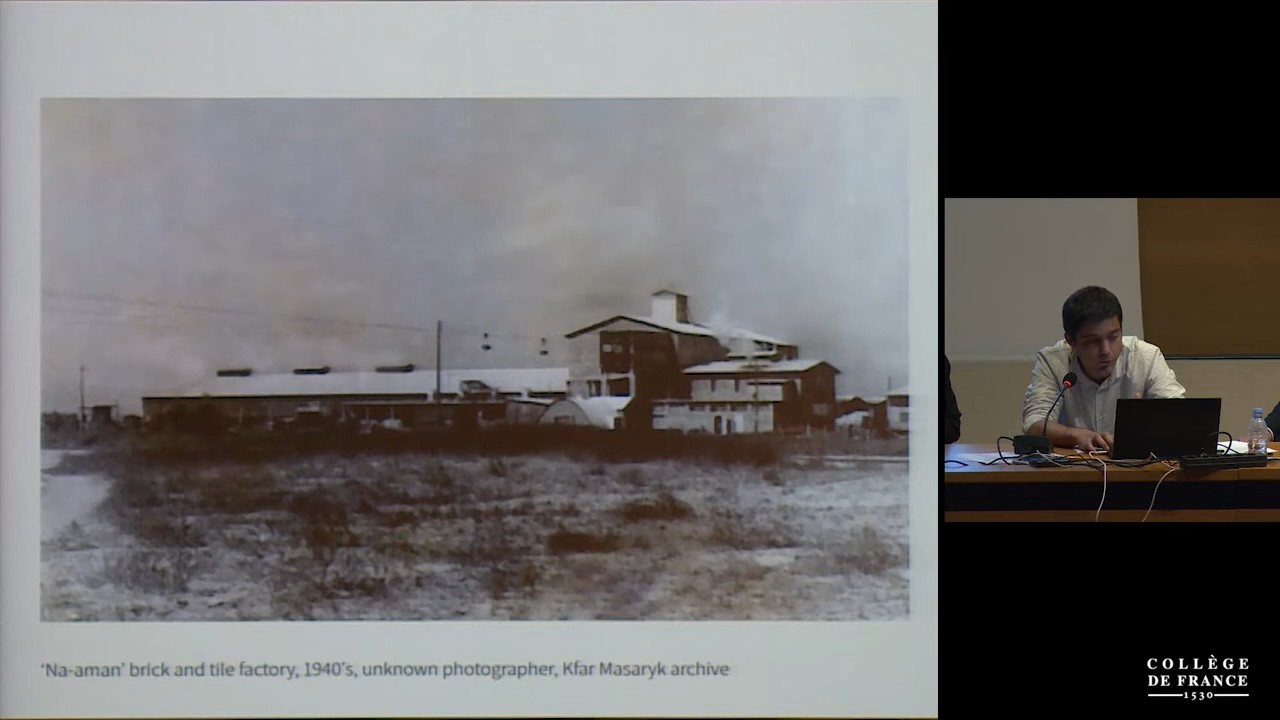 'Na-aman' brick and tile factory, 1940's, unknown photographer, Kfar Masaryk archive
COLLÈGE
DE FRANCE
1530